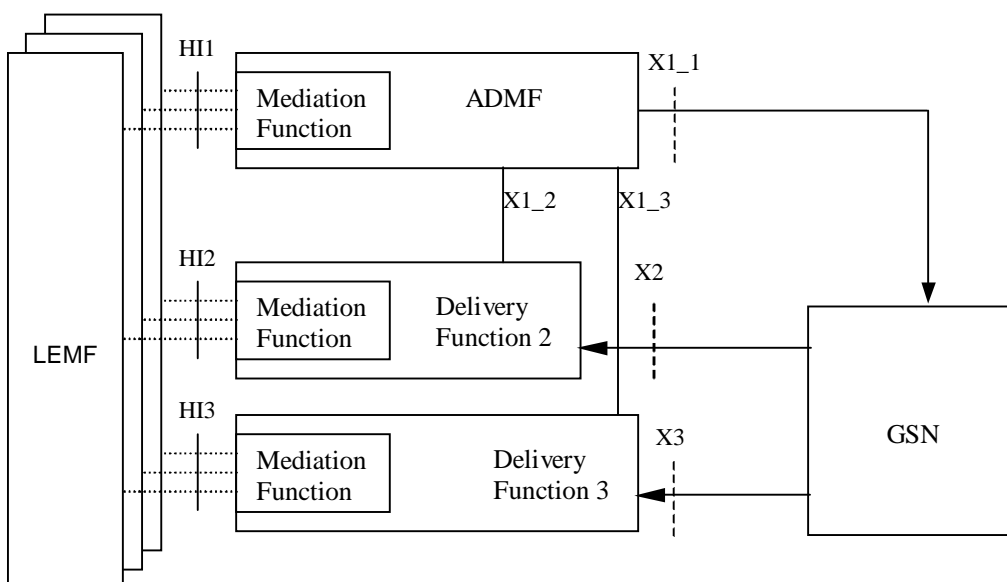 HI1
Mediation
Function
ADMF
X1_1
X1_2
X1_3
HI2
Mediation
Function
Delivery
Function 2
X2
LEMF
HI3
Mediation
Function
Delivery
Function 3
X3
GSN